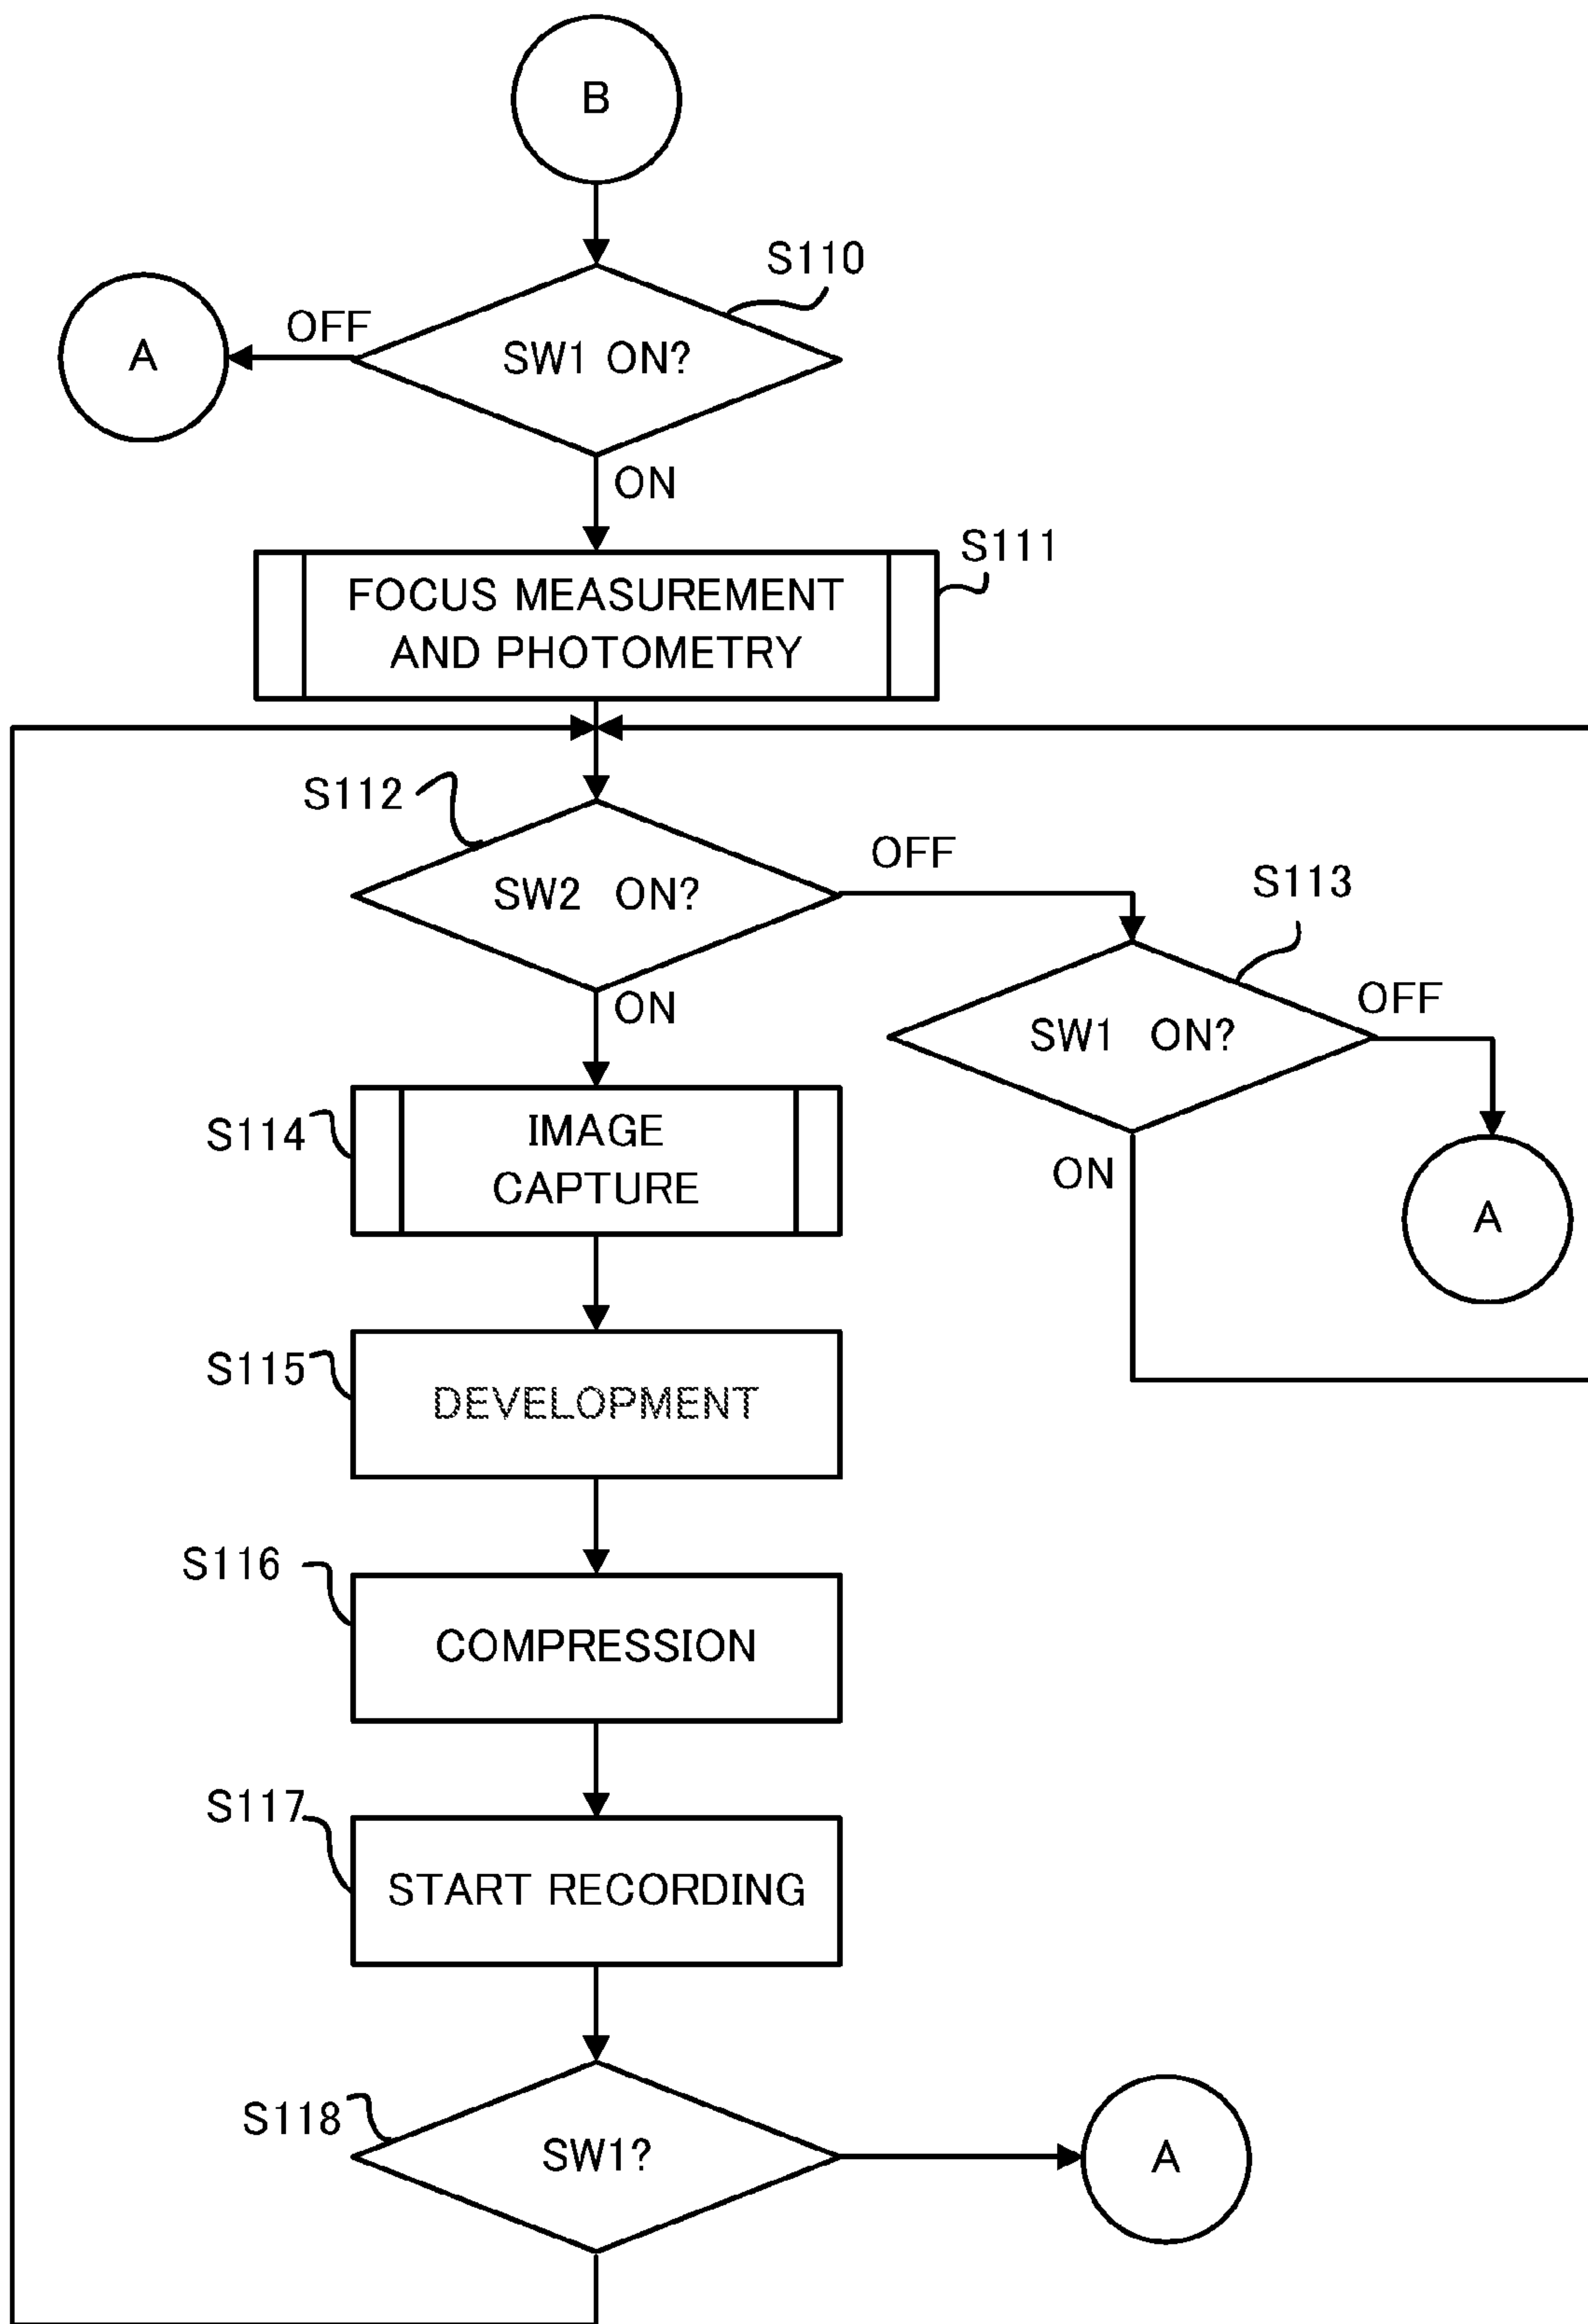 B
S110
OFF
A
SW1 ON?
ON
S111
FOCUS MEASUREMENT
AND PHOTOMETRY
S112
OFF
SW2 ON?
S113
ON
OFF
SW1 ON?
S114
IMAGE
CAPTURE
ON
A
S115
DEVELOPMENT
S116
COMPRESSION
S117
START RECORDING
S118
SW1?
A